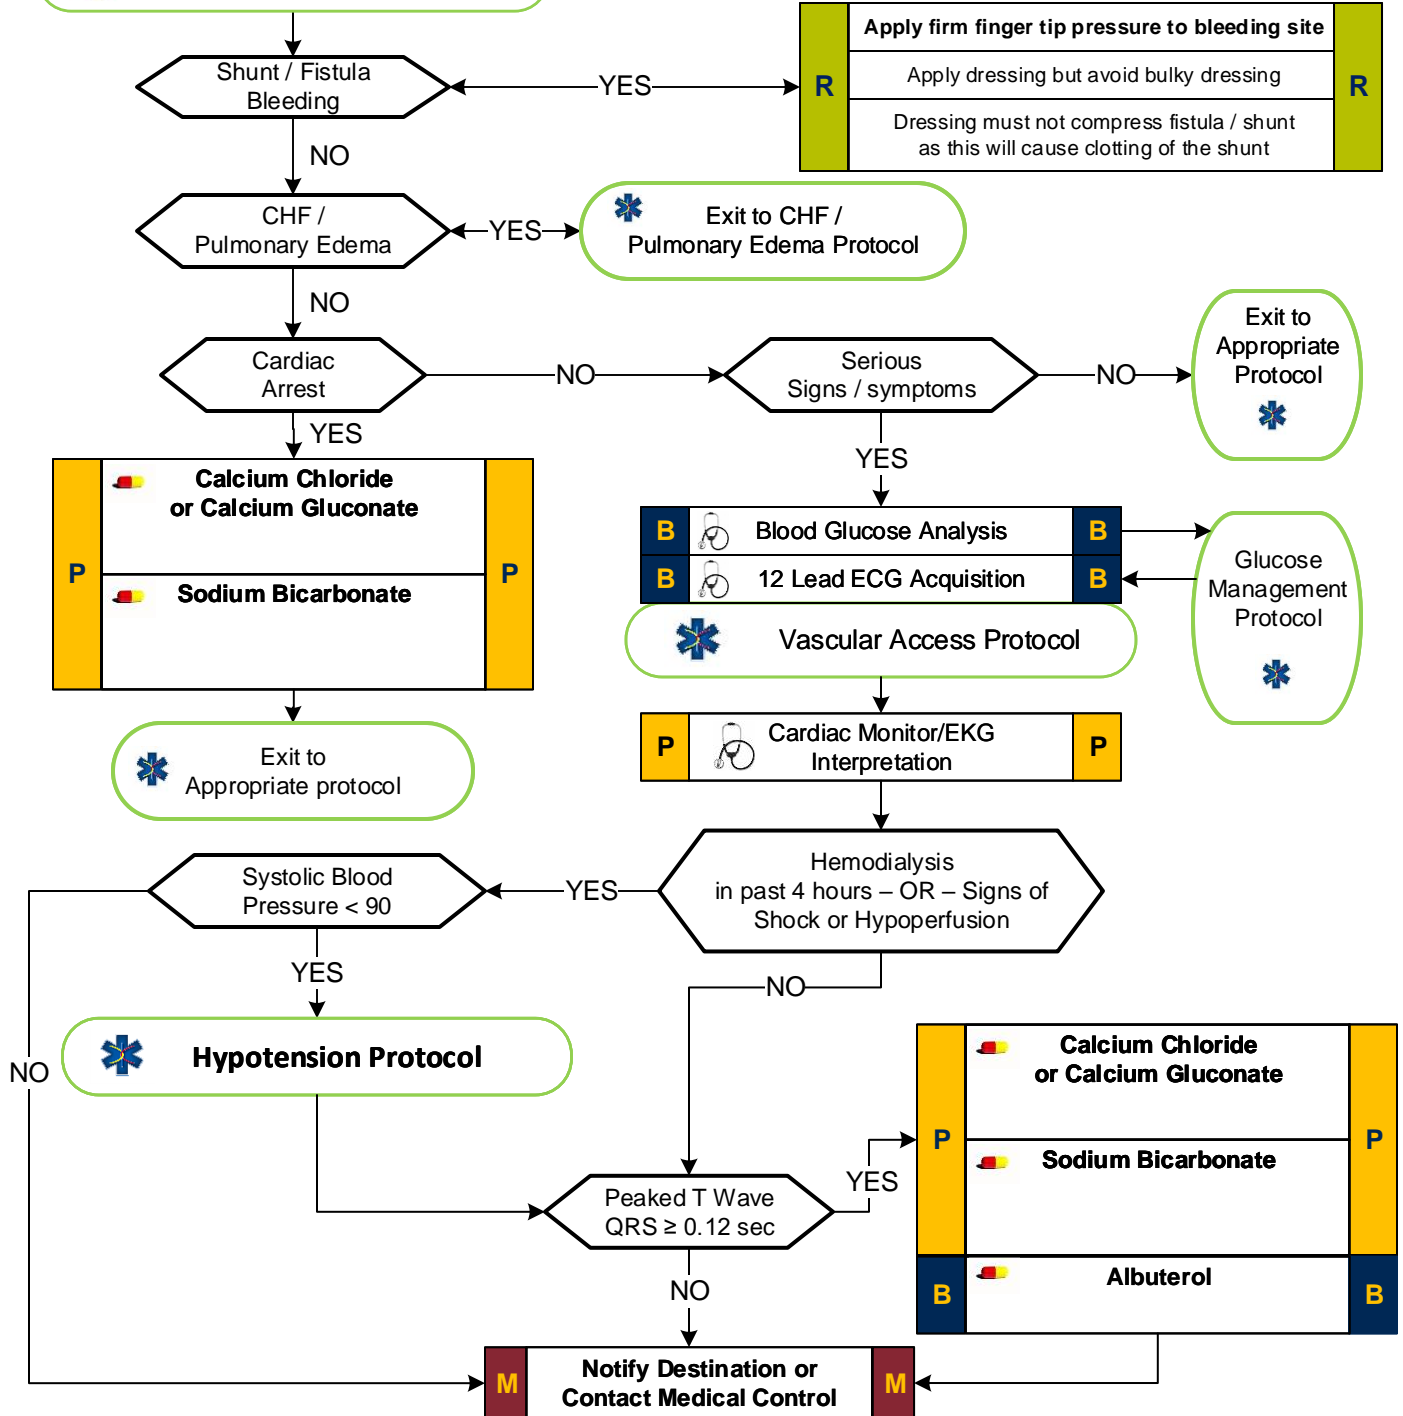 Apply firm finger tip pressure to bleeding site
Shunt / Fistula
Bleeding
YES
R
Apply dressing but avoid bulky dressing
R
Dressing must not compress fistula / shunt
as this will cause clotting of the shunt
NO
CHF /
Pulmonary Edema
YES
Exit to CHF /
Pulmonary Edema Protocol
NO
Cardiac
Arrest
NO
Serious
Signs / symptoms
NO
Exit to
Appropriate
Protocol
YES
YES
P
Calcium Chloride
or Calcium Gluconate
P
Sodium Bicarbonate
B
Blood Glucose Analysis
B
B
12 Lead ECG Acquisition
B
Glucose
Management
Protocol
Vascular Access Protocol
Exit to
Appropriate protocol
P
Cardiac Monitor/EKG
Interpretation
P
Systolic Blood
Pressure < 90
YES
Hemodialysis
in past 4 hours – OR – Signs of
Shock or Hypoperfusion
YES
NO
NO
Hypotension Protocol
P
Calcium Chloride
or Calcium Gluconate
P
Sodium Bicarbonate
Peaked T Wave
QRS ≥ 0.12 sec
YES
B
Albuterol
B
NO
M
Notify Destination or
Contact Medical Control
M